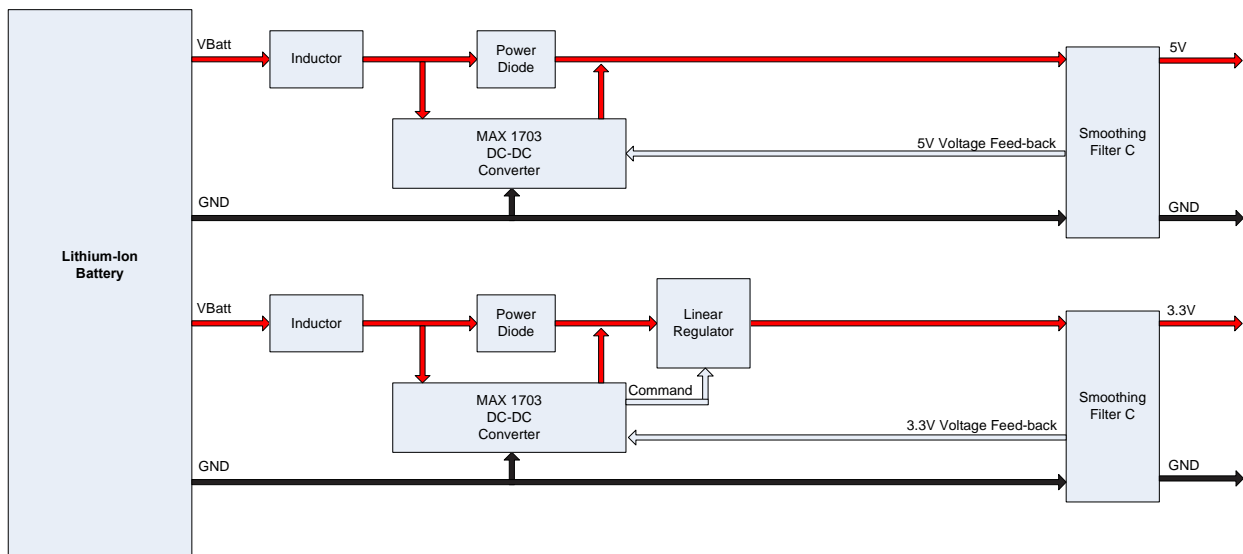 Lithium-Ion
Battery
VBatt
Inductor
Power
Diode
MAX 1703
DC-DC
Converter
5V Voltage Feed-back
Smoothing
Filter C
5V
GND
GND
VBatt
Inductor
Power
Diode
Linear
Regulator
Command
MAX 1703
DC-DC
Converter
3.3V Voltage Feed-back
Smoothing
Filter C
3.3V
GND
GND